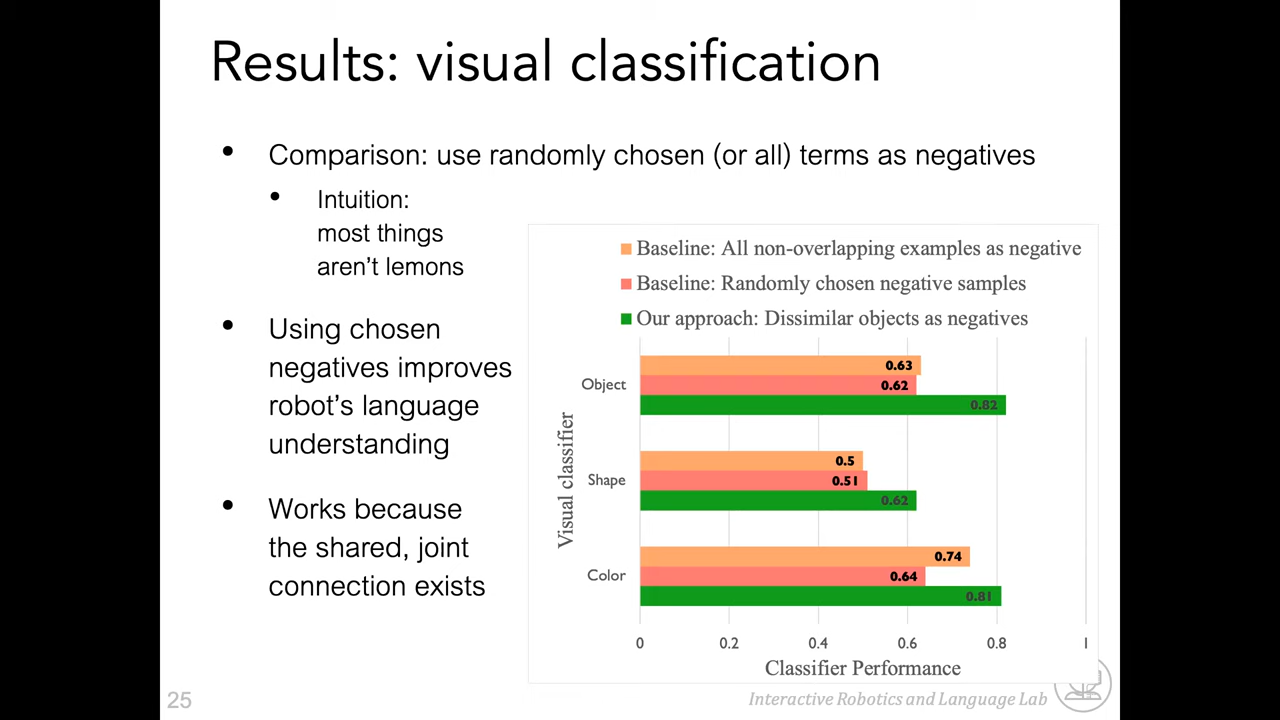 Results: visual classification
• Comparison: use randomly chosen (or all) terms as negatives
• Intuition:
most things
aren't lemons
• Using chosen
negatives improves
robot's language
understanding
• Works because
the shared, joint
connection exists
Baseline: All non-overlapping examples as negative
Baseline: Randomly chosen negative samples
Our approach: Dissimilar objects as negatives
Visual classifier
Object
0.63
0.62
0.82
Shape
0.5
0.51
0.62
Color
0.74
0.64
0.81
0 0.2 0.4 0.6 0.8 1
Classifier Performance
25
Interactive Robotics and Language Lab